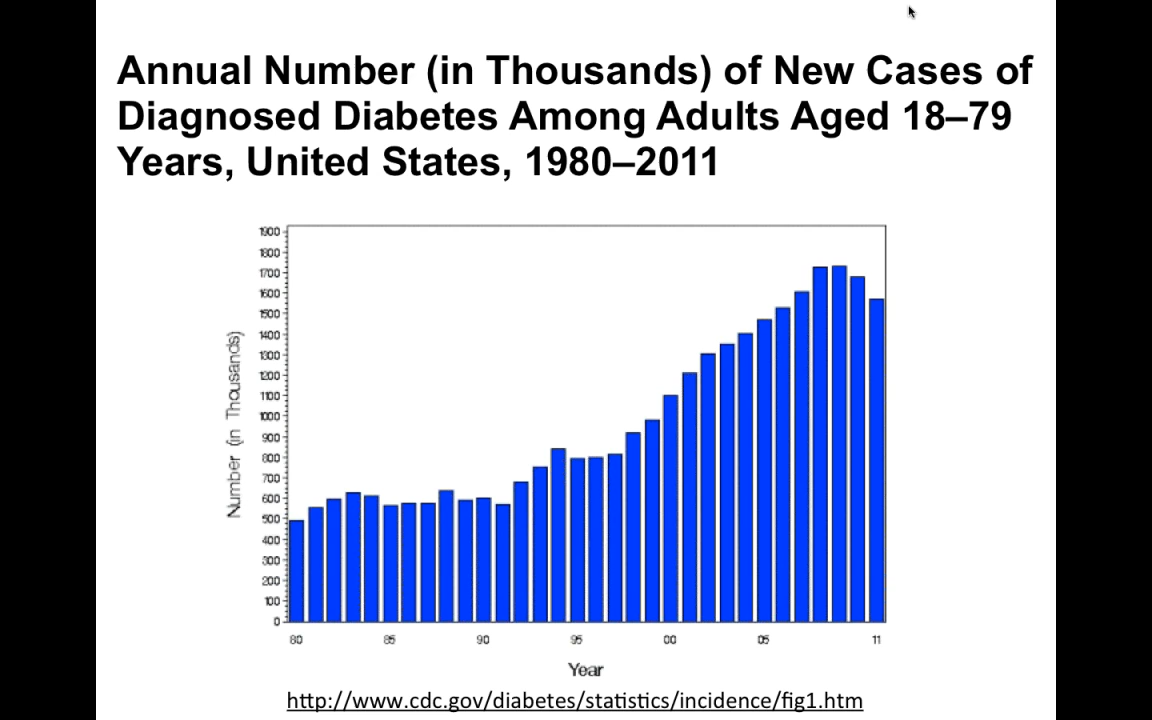 Annual Number (in Thousands) of New Cases of
Diagnosed Diabetes Among Adults Aged 18–79
Years, United States, 1980–2011
1900
1800
1700
1600
1500
1400
1300
1200
1100
1000
900
800
700
600
500
400
300
200
100
0
Number (in Thousands)
80 85 90 95 00 05 11
Year
http://www.cdc.gov/diabetes/statistics/incidence/fig1.htm